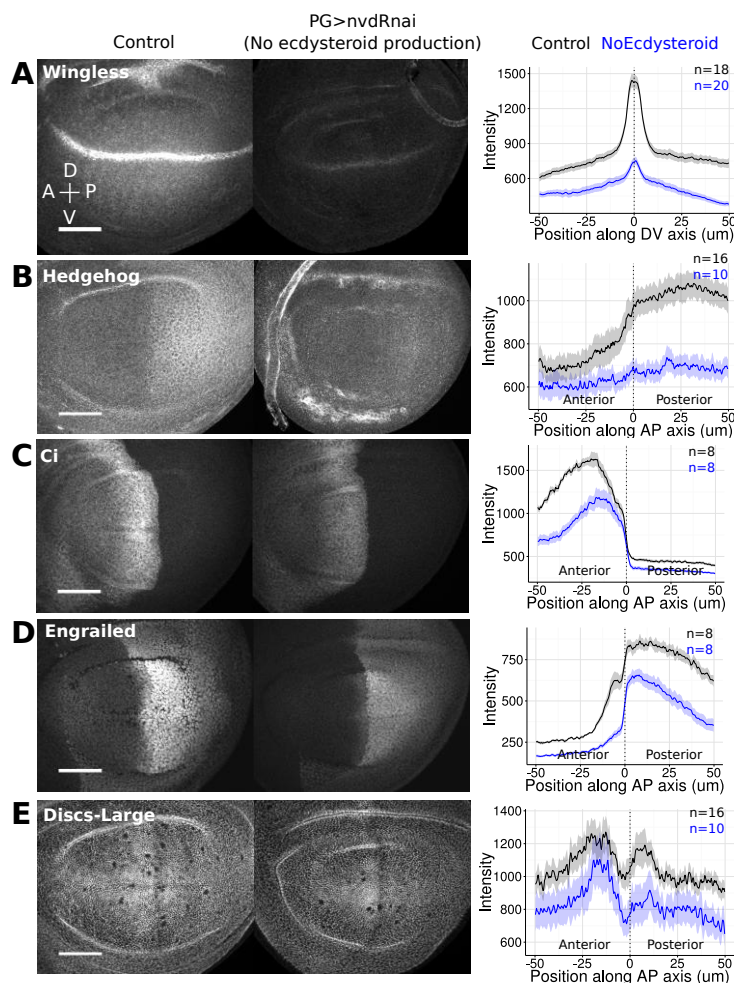 PG>nvdRnai
Control (No ecdysteroid production) Control NoEcdysteroid
A Wingless
D
A P
V
1500
1200
900
600
Intensity
n=18
n=20
-50 -25 0 25 50
Position along DV axis (um)
B Hedgehog
1000
800
600
Intensity
n=16
n=10
Anterior Posterior
-50 -25 0 25 50
Position along AP axis (um)
C Ci
1500
1000
500
Intensity
n=8
n=8
Anterior Posterior
-50 -25 0 25 50
Position along AP axis (um)
D Engrailed
750
500
250
Intensity
n=8
n=8
Anterior Posterior
-50 -25 0 25 50
Position along AP axis (um)
E Discs-Large
1400
1200
1000
800
600
Intensity
n=16
n=10
Anterior Posterior
-50 -25 0 25 50
Position along AP axis (um)